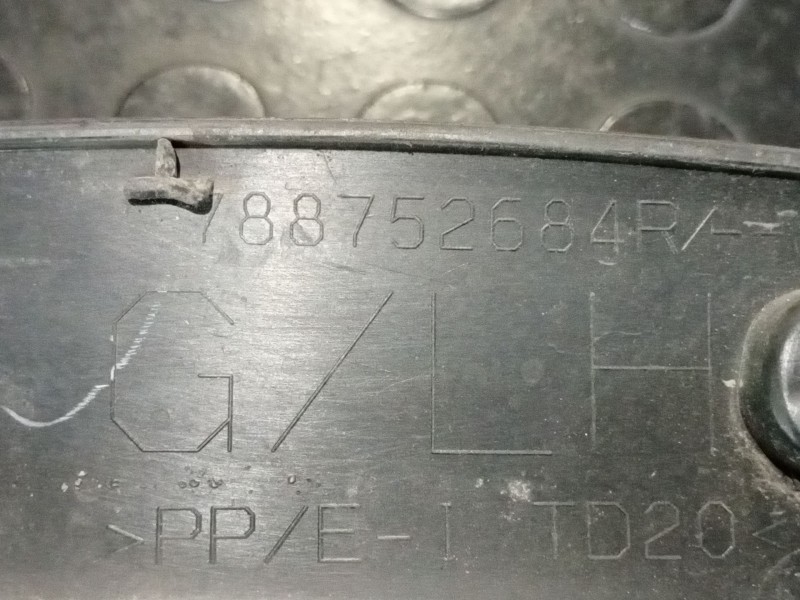 788752684R/--
G/LH
>PP/E-I TD20<